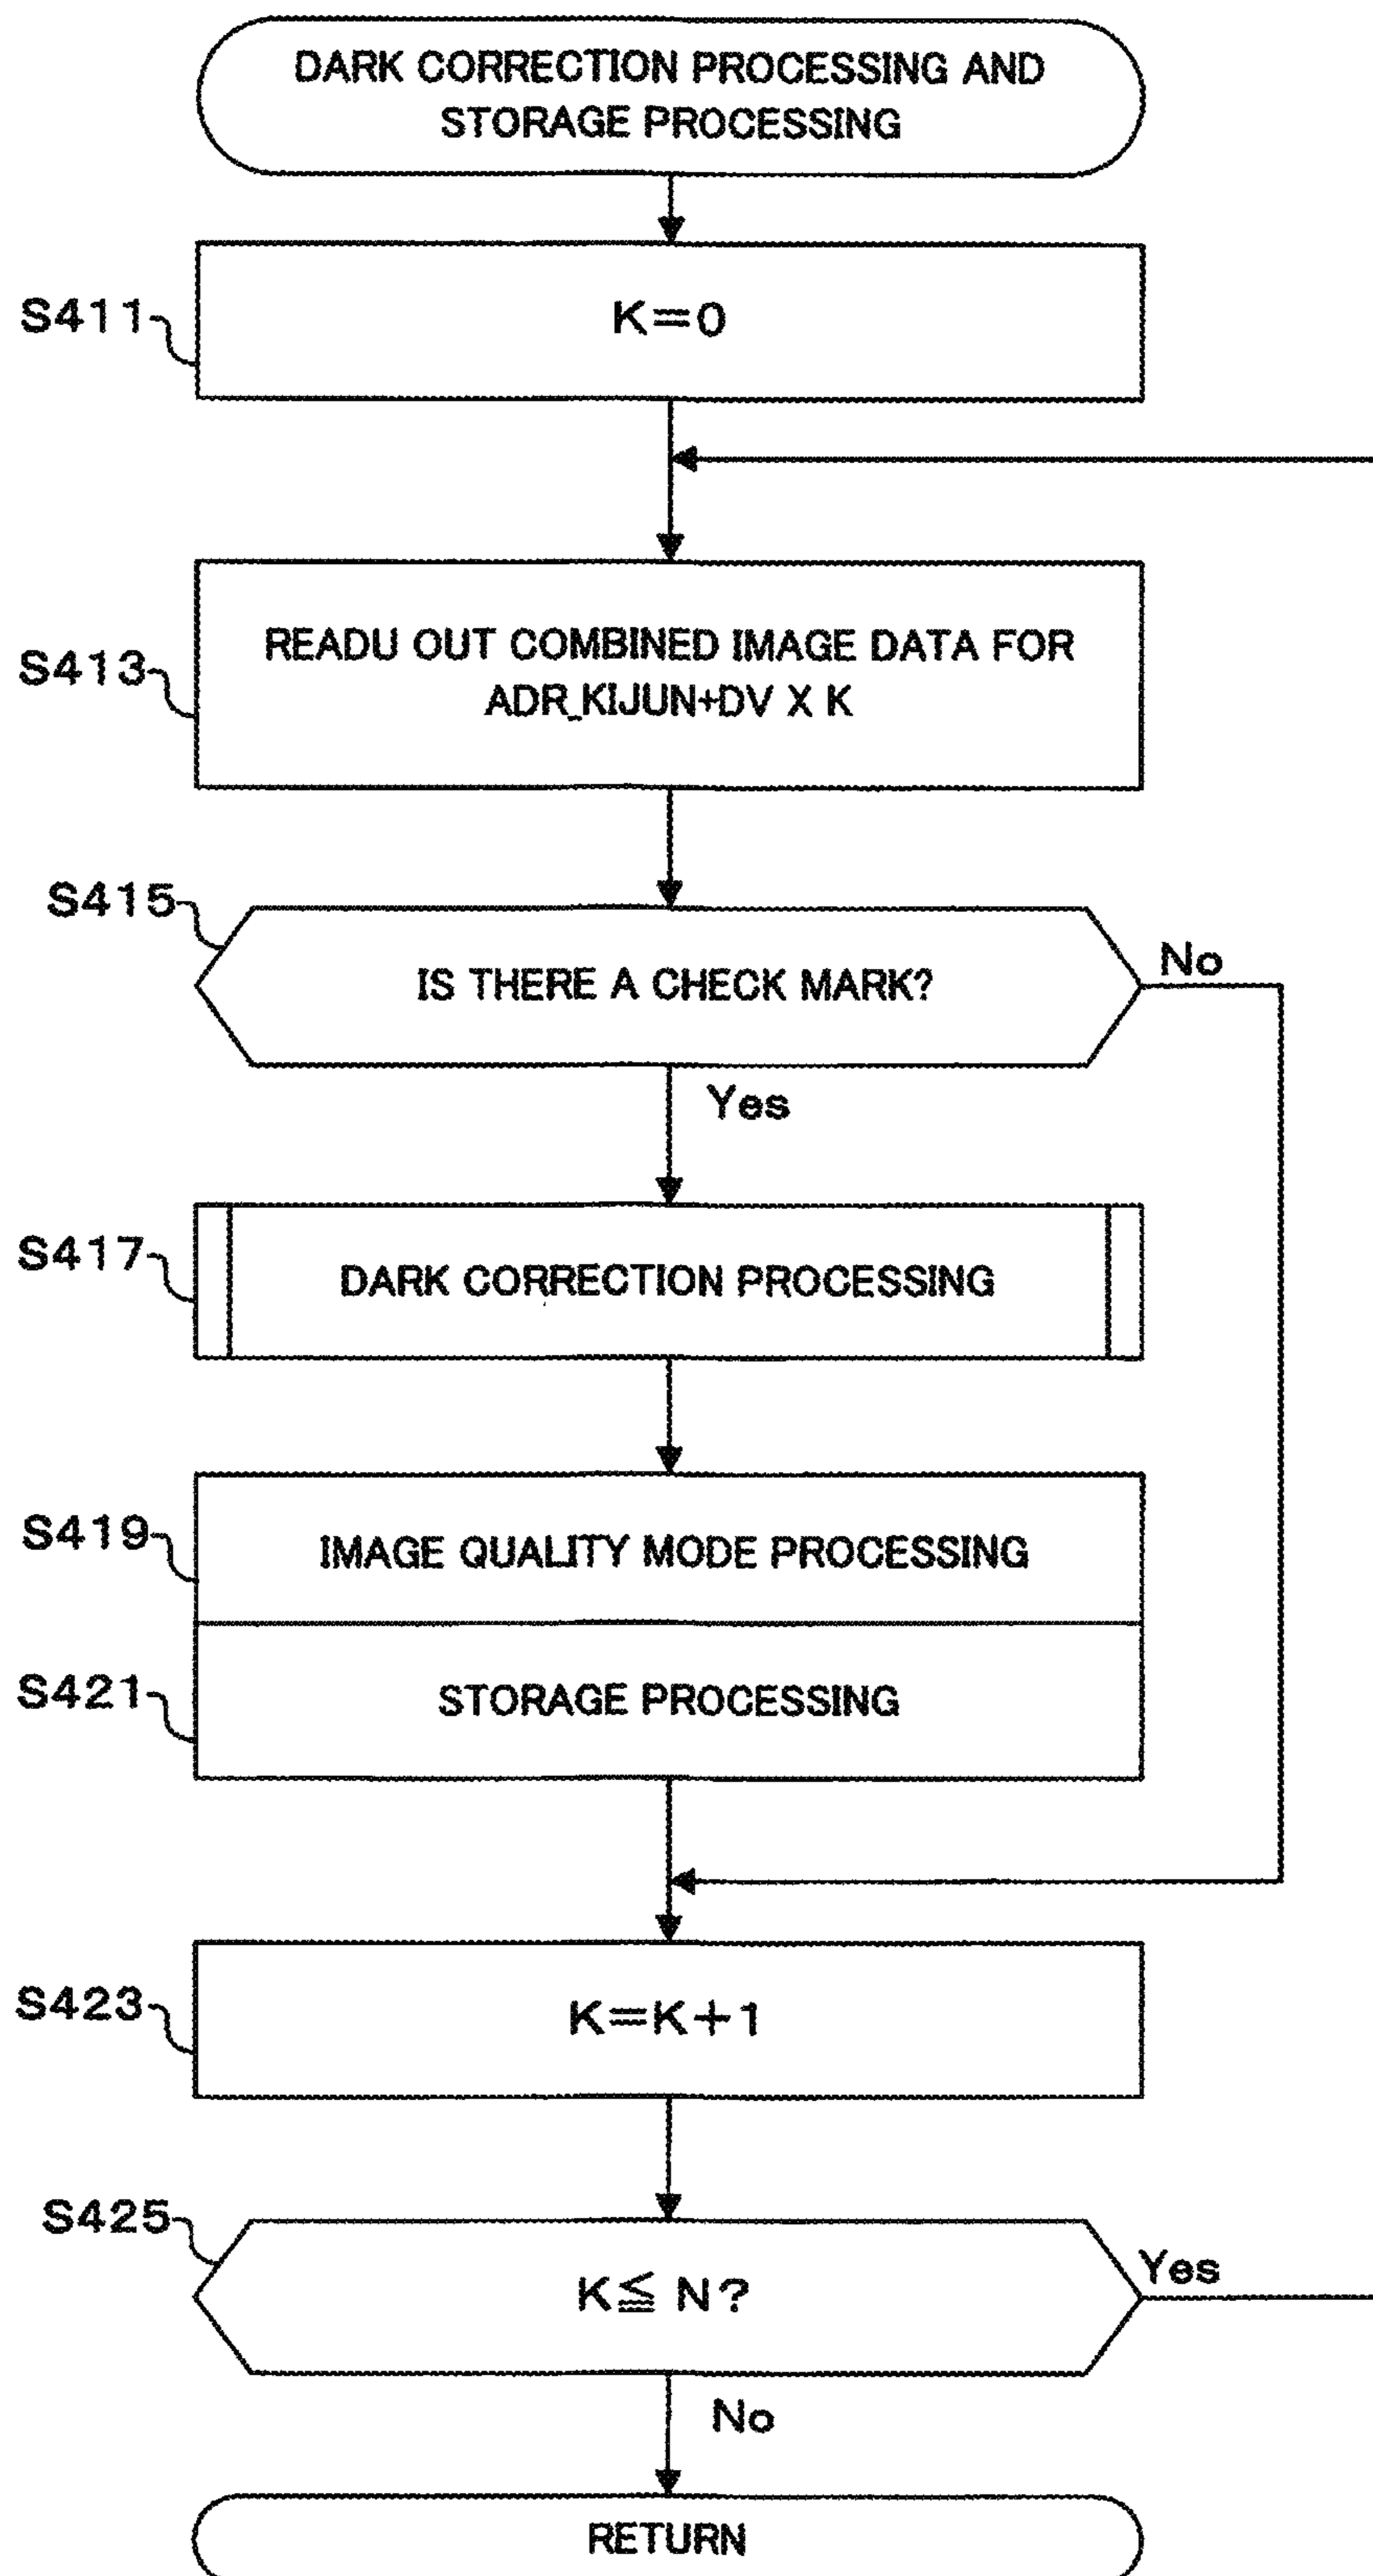 DARK CORRECTION PROCESSING AND
STORAGE PROCESSING
S411
K=0
S413
READU OUT COMBINED IMAGE DATA FOR
ADR_KIJUN+DV X K
S415
IS THERE A CHECK MARK?
No
Yes
S417
DARK CORRECTION PROCESSING
S419
IMAGE QUALITY MODE PROCESSING
S421
STORAGE PROCESSING
S423
K=K+1
S425
K≦ N?
Yes
No
RETURN